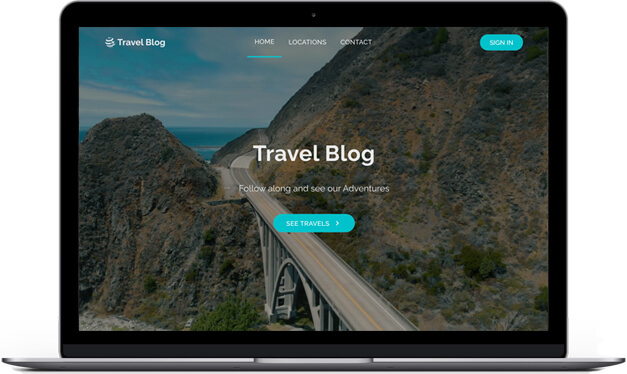 Travel Blog
HOME LOCATIONS CONTACT
SIGN IN
Travel Blog
Follow along and see our Adventures
SEE TRAVELS